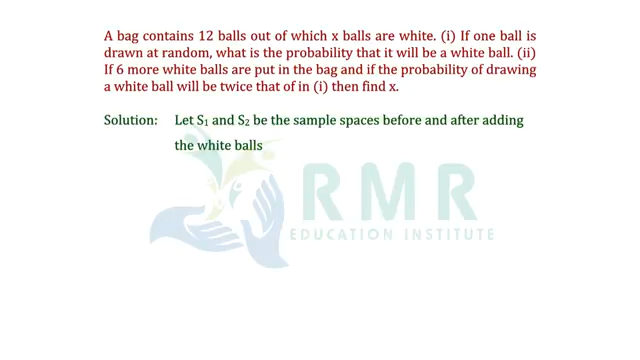 A bag contains 12 balls out of which x balls are white. (i) If one ball is
drawn at random, what is the probability that it will be a white ball. (ii)
If 6 more white balls are put in the bag and if the probability of drawing
a white ball will be twice that of in (i) then find x.
Solution: Let S₁ and S₂ be the sample spaces before and after adding
the white balls
RMR
EDUCATION INSTITUTE